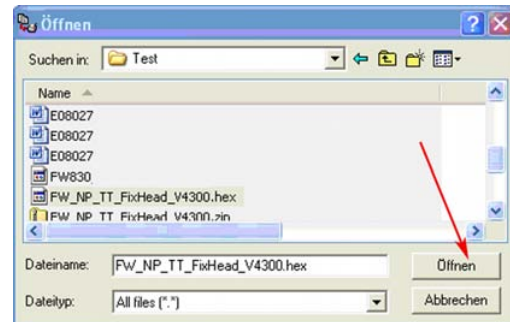 Öffnen
Suchen in: Test
Name
E08027
E08027
E08027
FW830
FW_NP_TT_FixHead_V4300.hex
FW_NP_TT_FixHead_V4300.zip
Dateiname: FW_NP_TT_FixHead_V4300.hex Öffnen
Dateityp: All files (*.*) Abbrechen